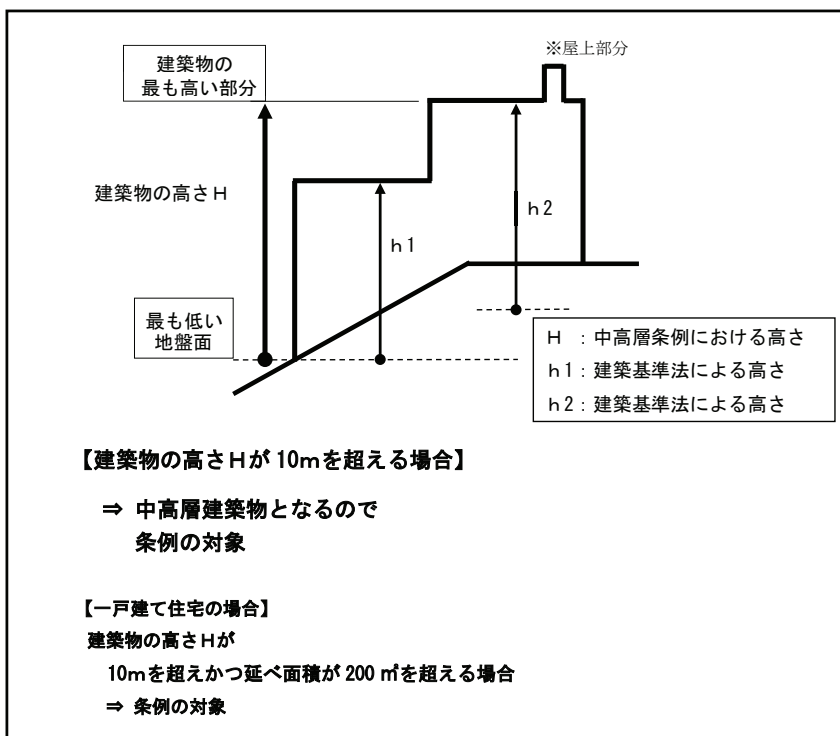 ※屋上部分
建築物の
最も高い部分
建築物の高さH
h1
h2
最も低い
地盤面
H :中高層条例における高さ
h1:建築基準法による高さ
h2:建築基準法による高さ
【建築物の高さHが10mを超える場合】
⇒ 中高層建築物となるので
条例の対象
【一戸建て住宅の場合】
建築物の高さHが
10mを超えかつ延べ面積が200㎡を超える場合
⇒ 条例の対象